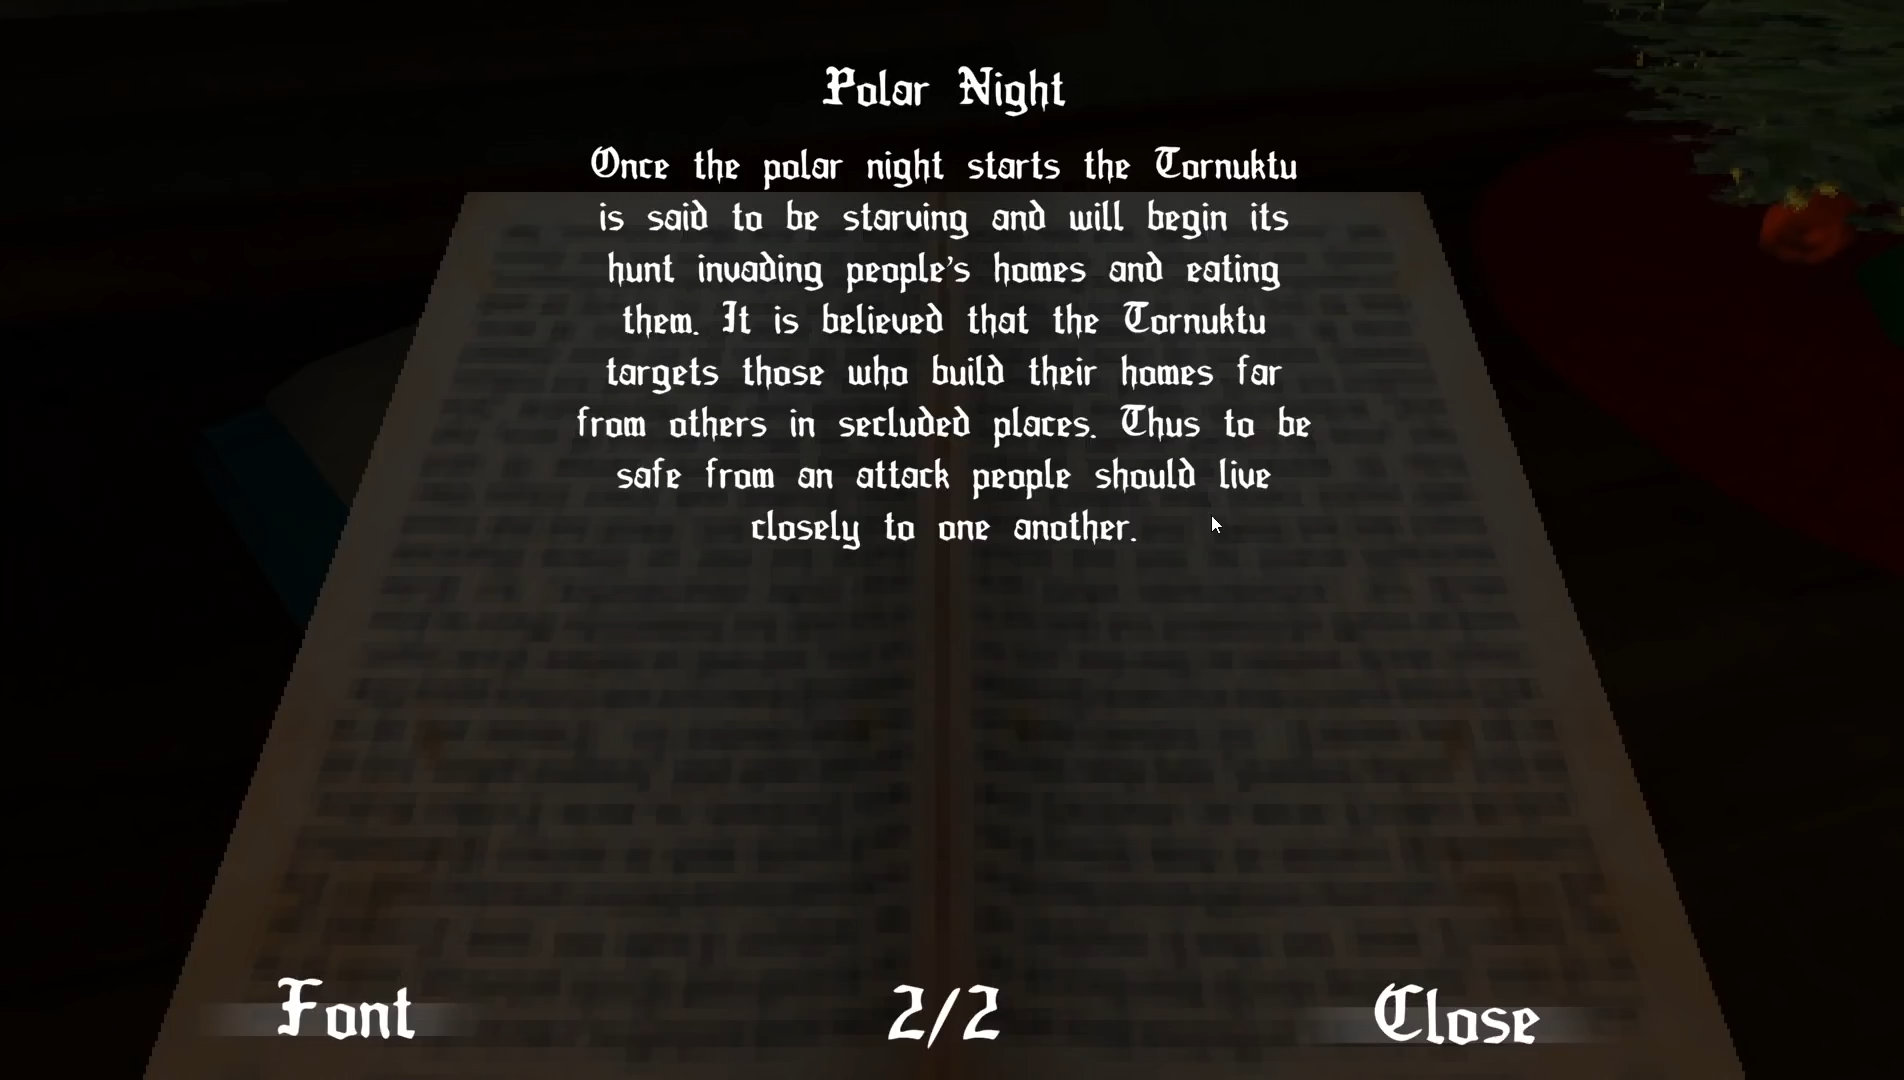 Polar Night
Once the polar night starts the Tornuktu
is said to be starving and will begin its
hunt invading people's homes and eating
them. It is believed that the Tornuktu
targets those who build their homes far
from others in secluded places. Thus to be
safe from an attack people should live
closely to one another.
Font
2/2
Close